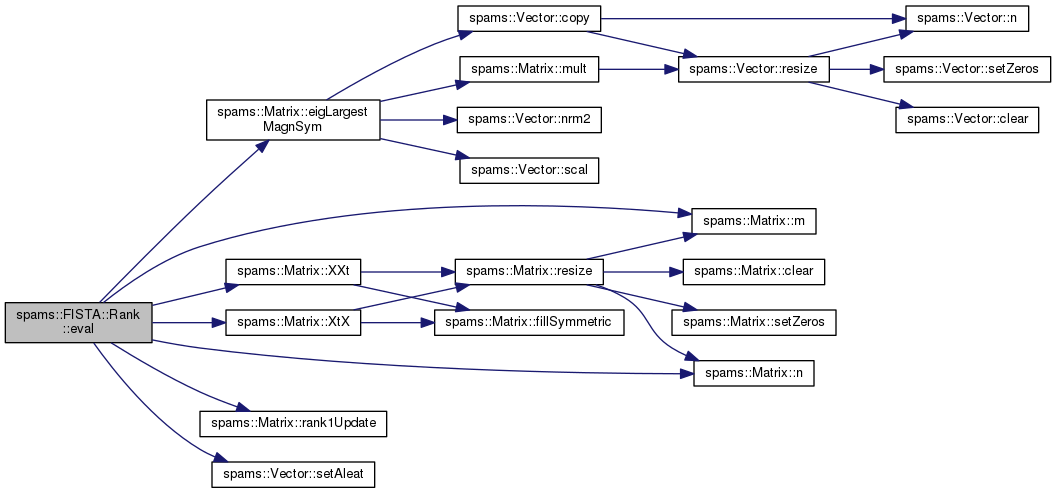 spams::Vector::copy
spams::Vector::n
spams::Matrix::mult
spams::Vector::resize
spams::Vector::setZeros
spams::Matrix::eigLargest
MagnSym
spams::Vector::nrm2
spams::Vector::clear
spams::Vector::scal
spams::Matrix::m
spams::Matrix::XXt
spams::Matrix::resize
spams::Matrix::clear
spams::FISTA::Rank
::eval
spams::Matrix::XtX
spams::Matrix::fillSymmetric
spams::Matrix::setZeros
spams::Matrix::n
spams::Matrix::rank1Update
spams::Vector::setAleat